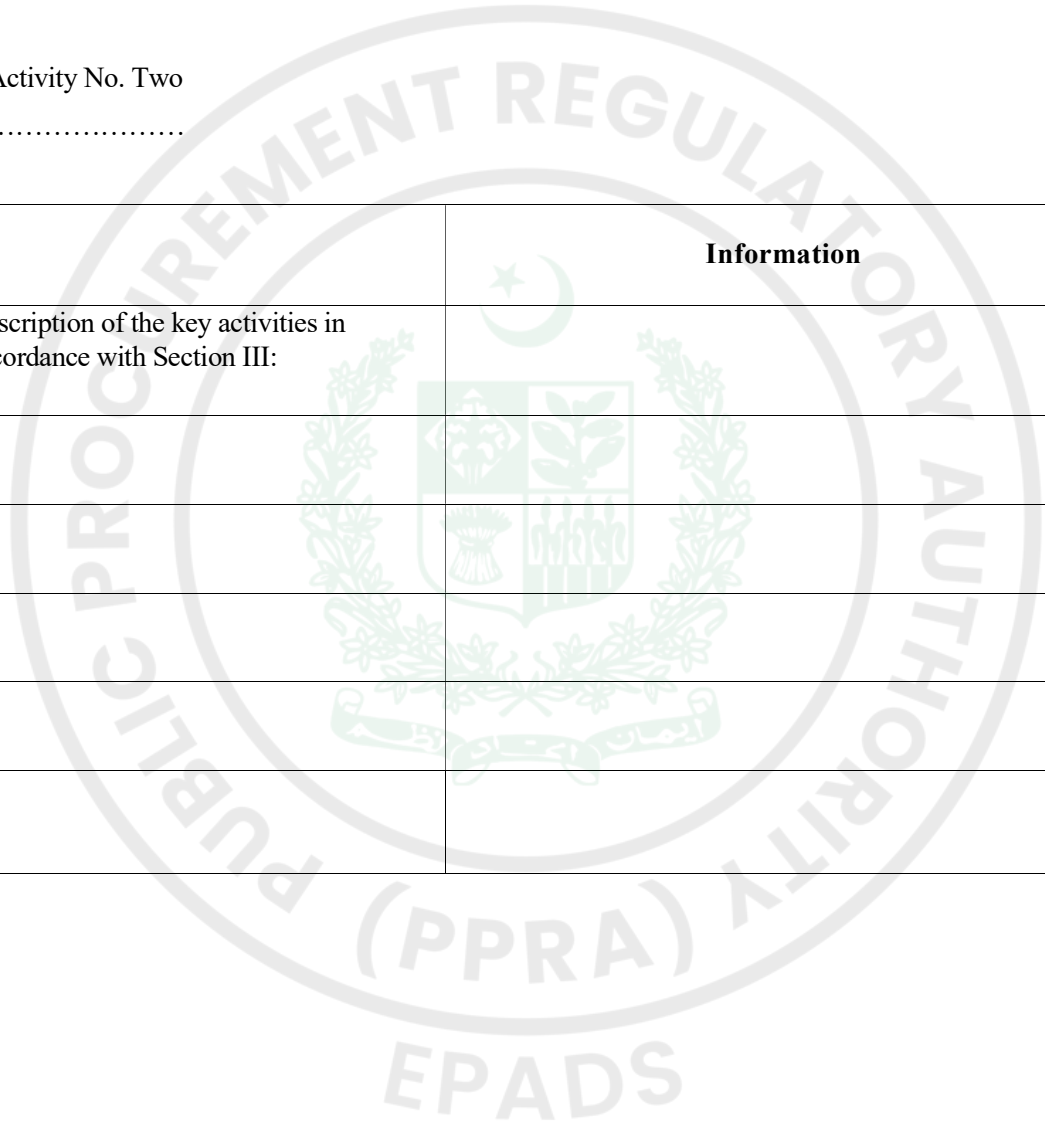 Activity No. Two
…………………
Information
scription of the key activities in
cordance with Section III:
PUBLIC PROCUREMENT REGULATORY AUTHORITY
(PPRA)
EPADS